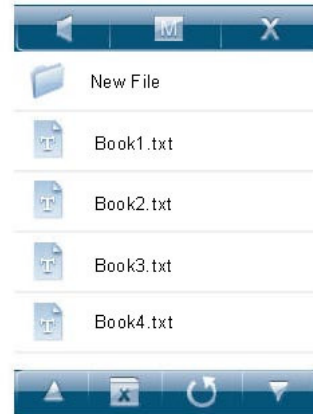 M X
New File
T Book1.txt
T Book2.txt
T Book3.txt
T Book4.txt
x